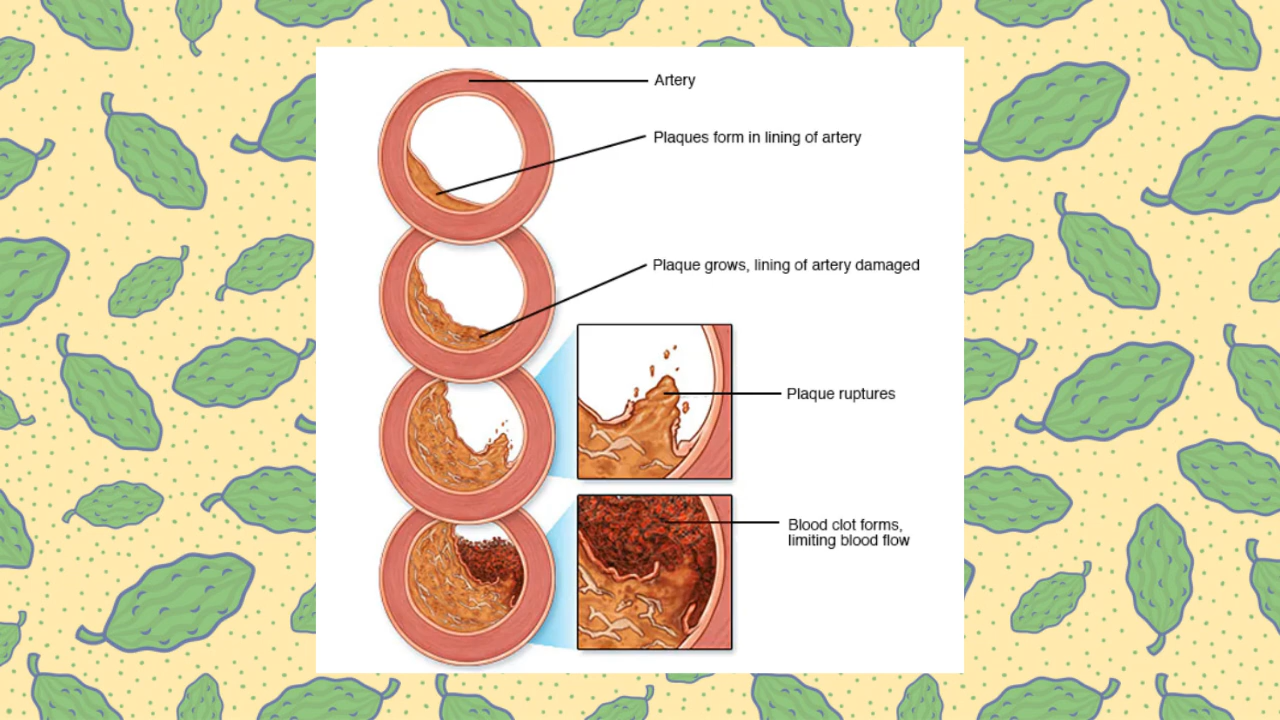 Artery
Plaques form in lining of artery
Plaque grows, lining of artery damaged
Plaque ruptures
Blood clot forms,
limiting blood flow